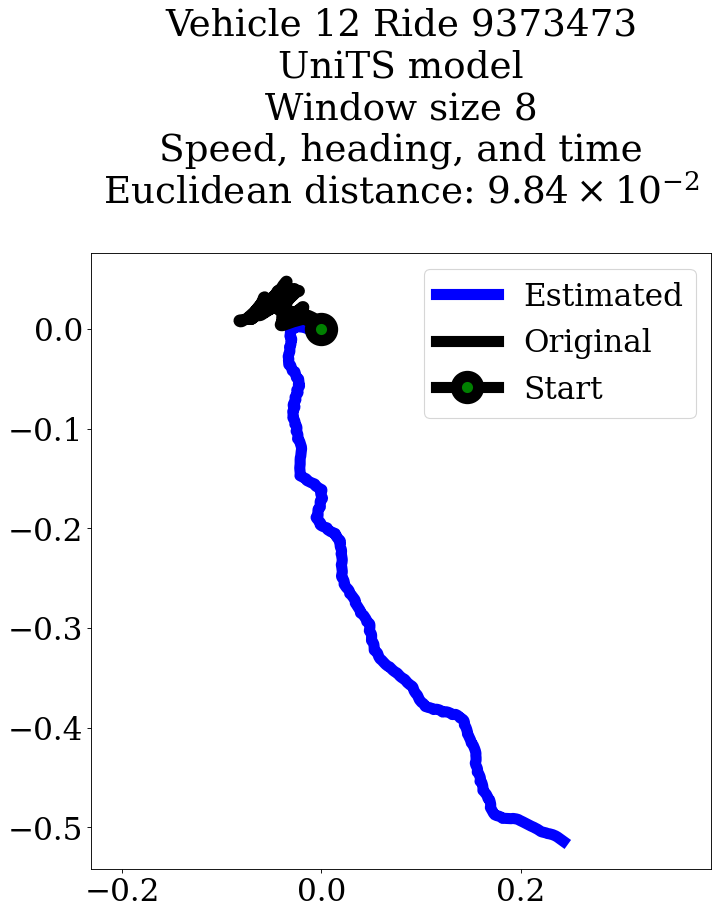 Vehicle 12 Ride 9373473
UniTS model
Window size 8
Speed, heading, and time
Euclidean distance: 9.84 × 10⁻²
Estimated
Original
Start
0.0
−0.1
−0.2
−0.3
−0.4
−0.5
−0.2 0.0 0.2